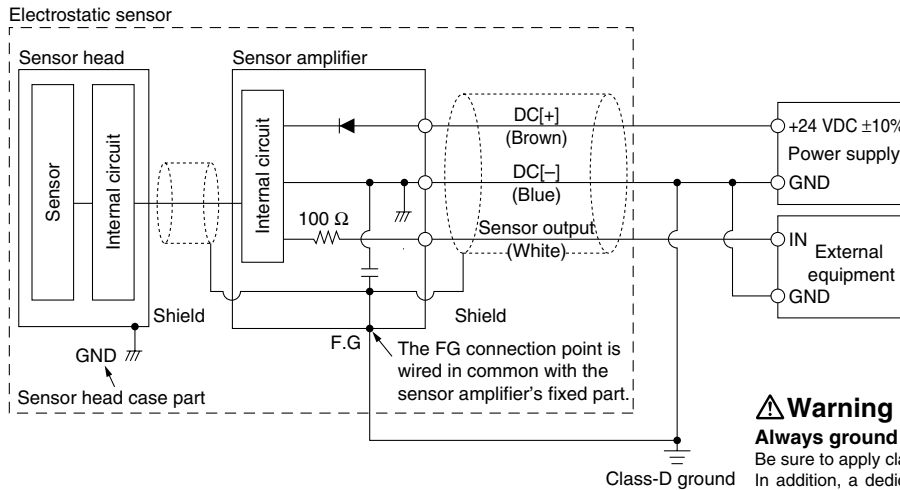 Electrostatic sensor
Sensor head
Sensor amplifier
Sensor
Internal circuit
Internal circuit
100 Ω
DC[+]
(Brown)
DC[–]
(Blue)
Sensor output
(White)
+24 VDC ±10%
Power supply
GND
IN
External
equipment
GND
Shield
Shield
GND
F.G
Sensor head case part
The FG connection point is
wired in common with the
sensor amplifier's fixed part.
Class-D ground
Warning
Always ground
Be sure to apply
In addition, a